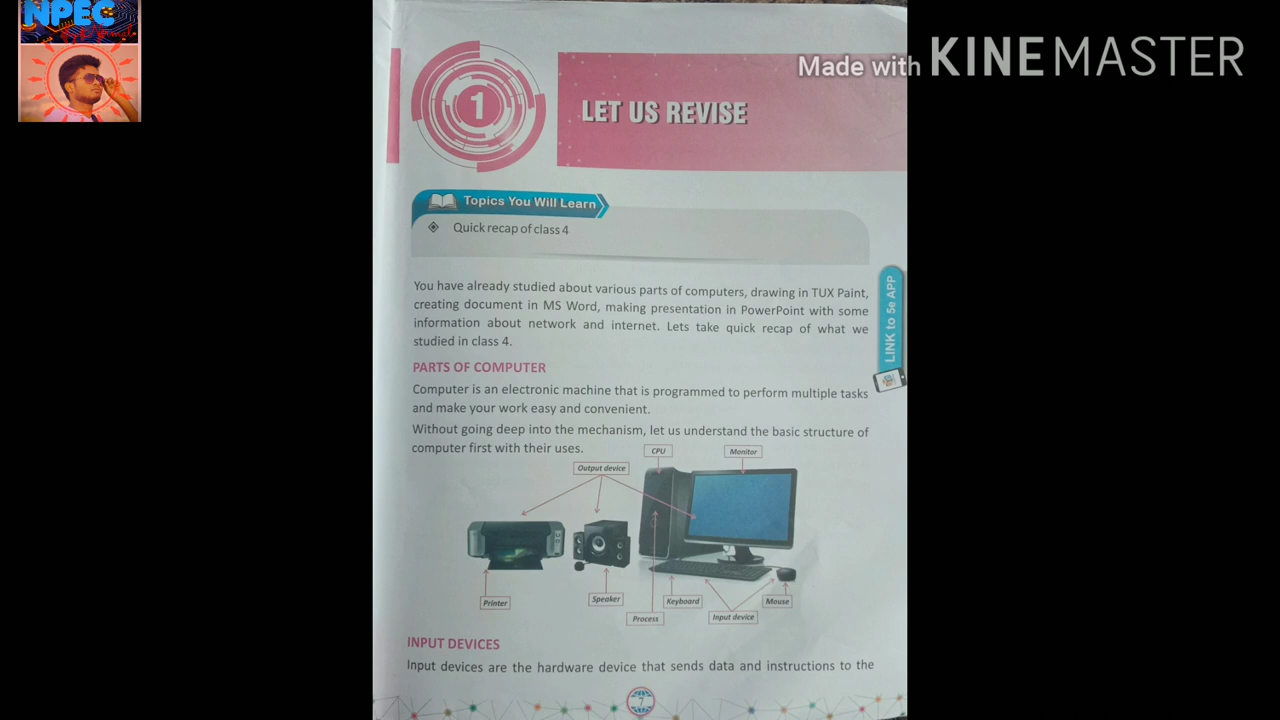 NPEC
Made with KINEMASTER
1
LET US REVISE
Topics You Will Learn
Quick recap of class 4
You have already studied about various parts of computers, drawing in TUX Paint,
creating document in MS Word, making presentation in PowerPoint with some
information about network and internet. Lets take quick recap of what we
studied in class 4.
LINK to 5e APP
PARTS OF COMPUTER
Computer is an electronic machine that is programmed to perform multiple tasks
and make your work easy and convenient.
Without going deep into the mechanism, let us understand the basic structure of
computer first with their uses.
CPU
Monitor
Output device
Printer
Speaker
Keyboard
Mouse
Process
Input device
INPUT DEVICES
Input devices are the hardware device that sends data and instructions to the
7